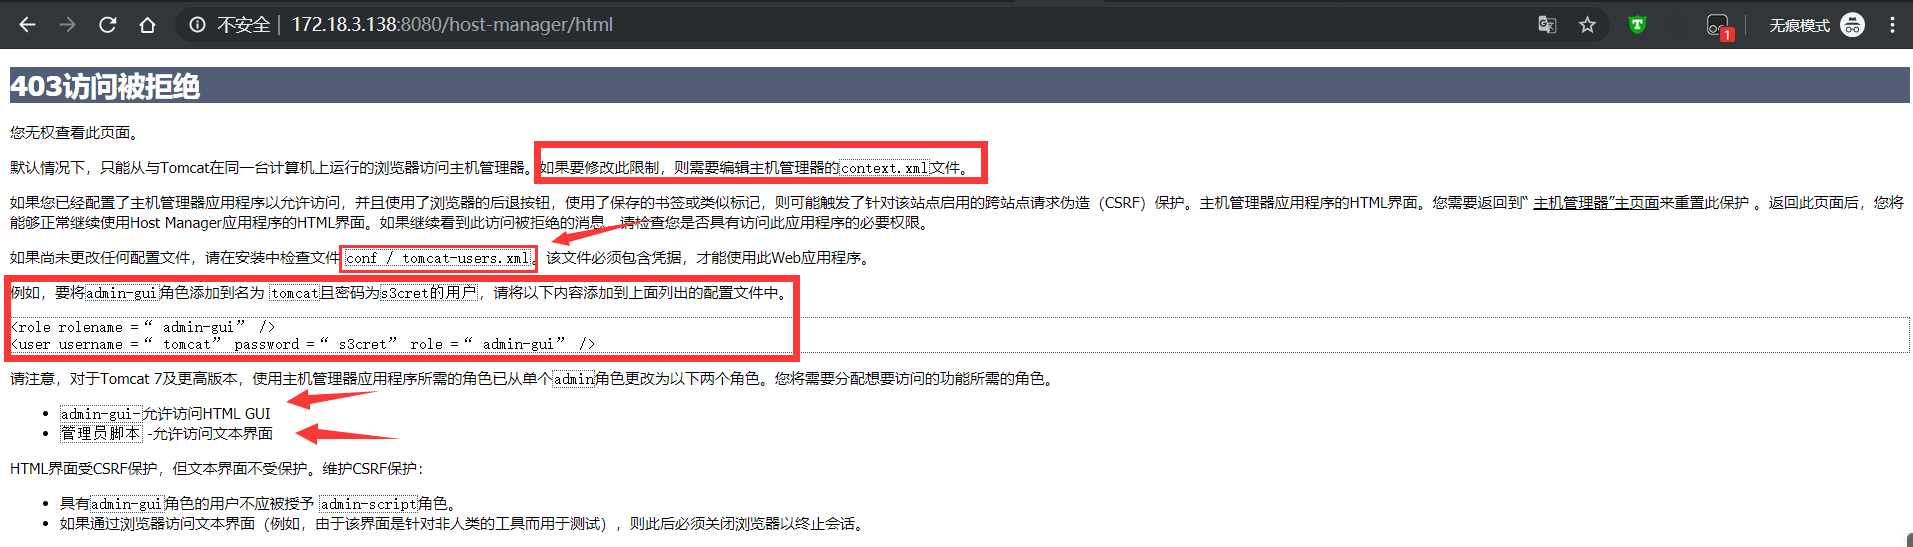 不安全 | 172.18.3.138:8080/host-manager/html 1 无痕模式
403访问被拒绝
您无权查看此页面。
默认情况下，只能从与Tomcat在同一台计算机上运行的浏览器访问主机管理器。如果要修改此限制，则需要编辑主机管理器的context.xml文件。
如果您已经配置了主机管理器应用程序以允许访问，并且使用了浏览器的后退按钮，使用了保存的书签或类似标记，则可能触发了针对该站点启用的跨站点请求伪造（CSRF）保护。主机管理器应用程序的HTML界面。您需要返回到“ 主机管理器”主页面来重置此保护 。返回此页面后，您将
能够正常继续使用Host Manager应用程序的HTML界面。如果继续看到此访问被拒绝的消息，请检查您是否具有访问此应用程序的必要权限。
如果尚未更改任何配置文件，请在安装中检查文件 conf / tomcat-users.xml。该文件必须包含凭据，才能使用此Web应用程序。
例如，要将admin-gui角色添加到名为 tomcat且密码为s3cret的用户，请将以下内容添加到上面列出的配置文件中。
<role rolename =“ admin-gui” />
<user username =“ tomcat” password =“ s3cret” role =“ admin-gui” />
请注意，对于Tomcat 7及更高版本，使用主机管理器应用程序所需的角色已从单个admin角色更改为以下两个角色。您将需要分配想要访问的功能所需的角色。
• admin-gui-允许访问HTML GUI
• 管理员脚本 -允许访问文本界面
HTML界面受CSRF保护，但文本界面不受保护。维护CSRF保护：
• 具有admin-gui角色的用户不应被授予 admin-script角色。
• 如果通过浏览器访问文本界面（例如，由于该界面是针对非人类的工具而用于测试），则此后必须关闭浏览器以终止会话。